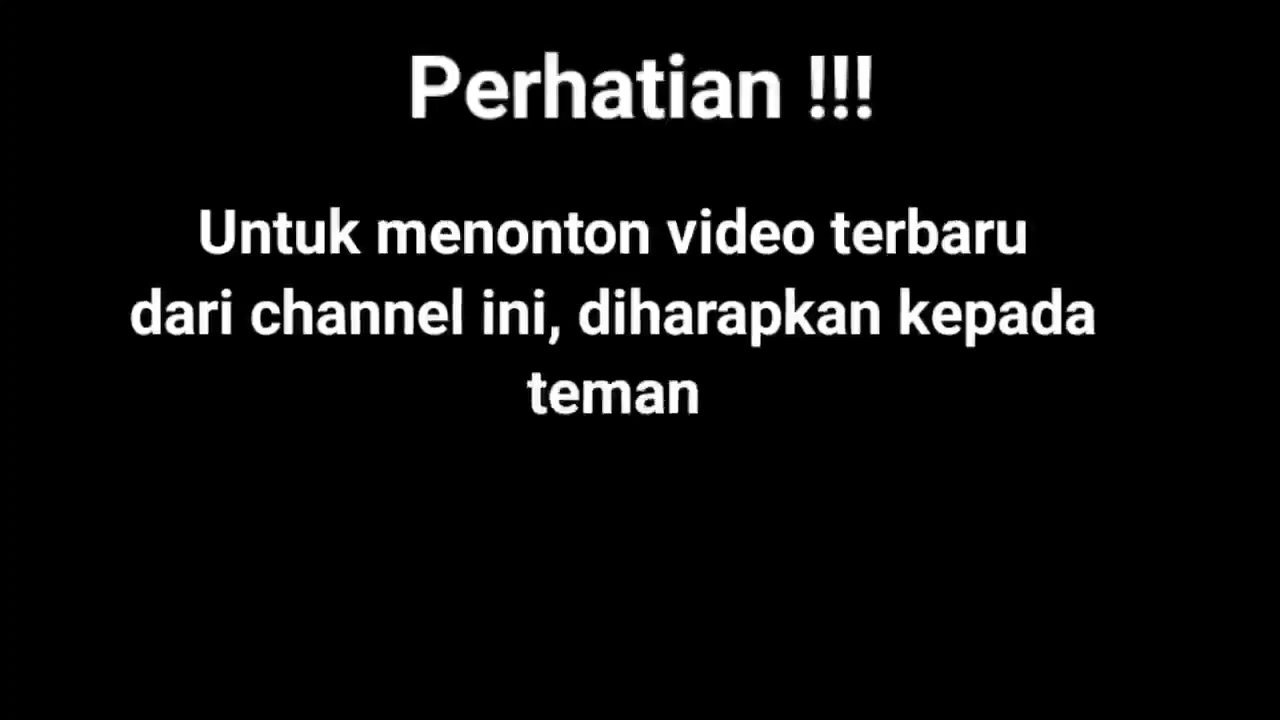 Perhatian !!!
Untuk menonton video terbaru
dari channel ini, diharapkan kepada
teman